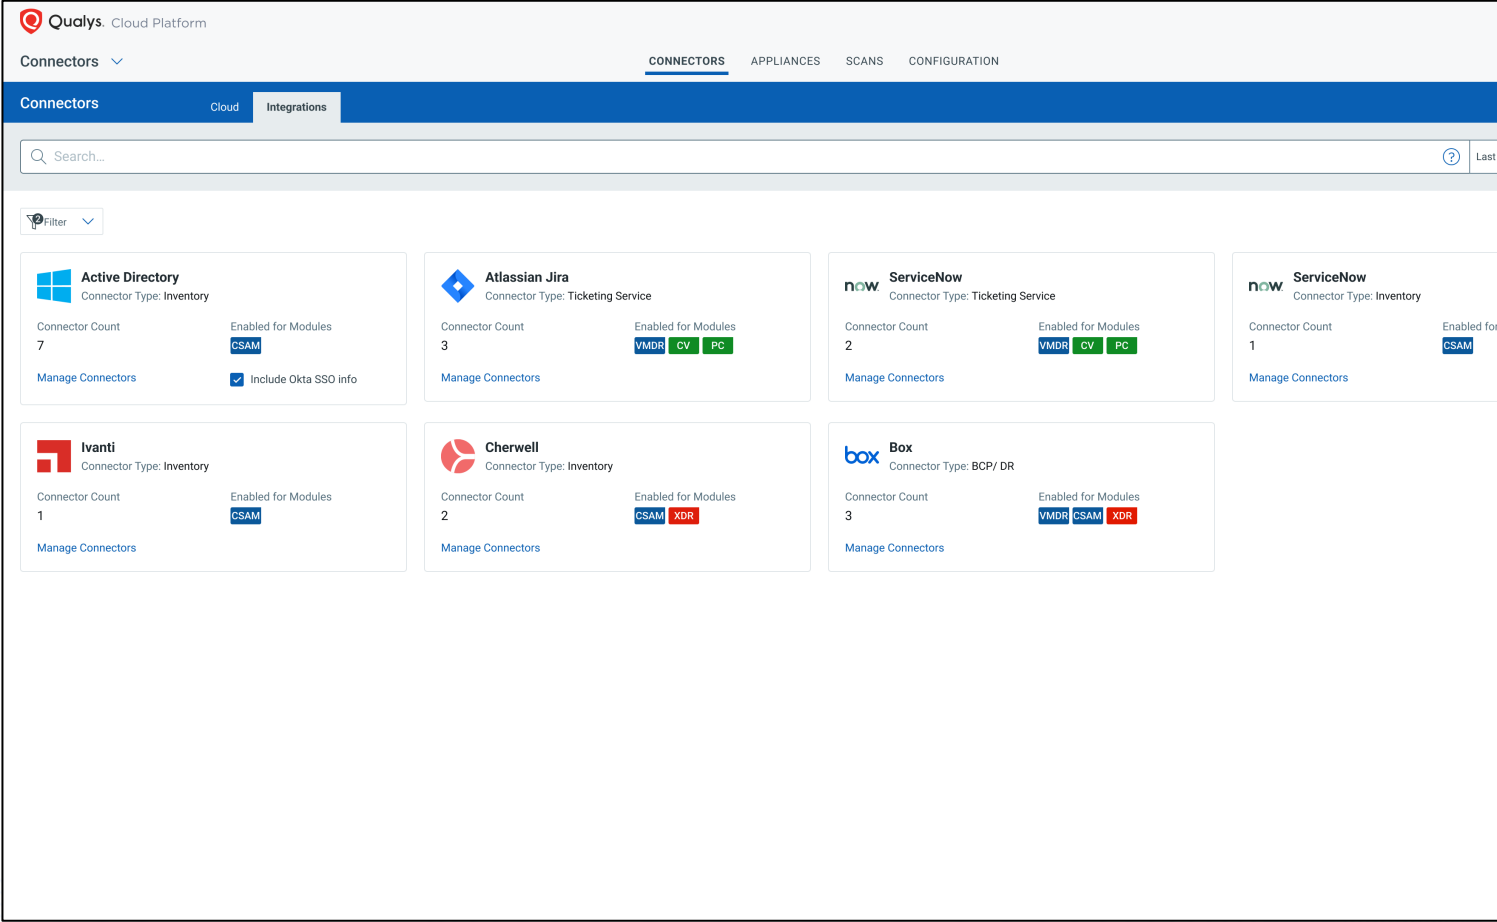 Qualys. Cloud Platform
Connectors
CONNECTORS APPLIANCES SCANS CONFIGURATION
Connectors Cloud Integrations
Search... ? Last
2 Filter
Active Directory
Connector Type: Inventory
Connector Count Enabled for Modules
7 CSAM
Manage Connectors Include Okta SSO info
Atlassian Jira
Connector Type: Ticketing Service
Connector Count Enabled for Modules
3 VMDR CV PC
Manage Connectors
now. ServiceNow
Connector Type: Ticketing Service
Connector Count Enabled for Modules
2 VMDR CV PC
Manage Connectors
now. ServiceNow
Connector Type: Inventory
Connector Count Enabled for
1 CSAM
Manage Connectors
Ivanti
Connector Type: Inventory
Connector Count Enabled for Modules
1 CSAM
Manage Connectors
Cherwell
Connector Type: Inventory
Connector Count Enabled for Modules
2 CSAM XDR
Manage Connectors
box Box
Connector Type: BCP/ DR
Connector Count Enabled for Modules
3 VMDR CSAM XDR
Manage Connectors